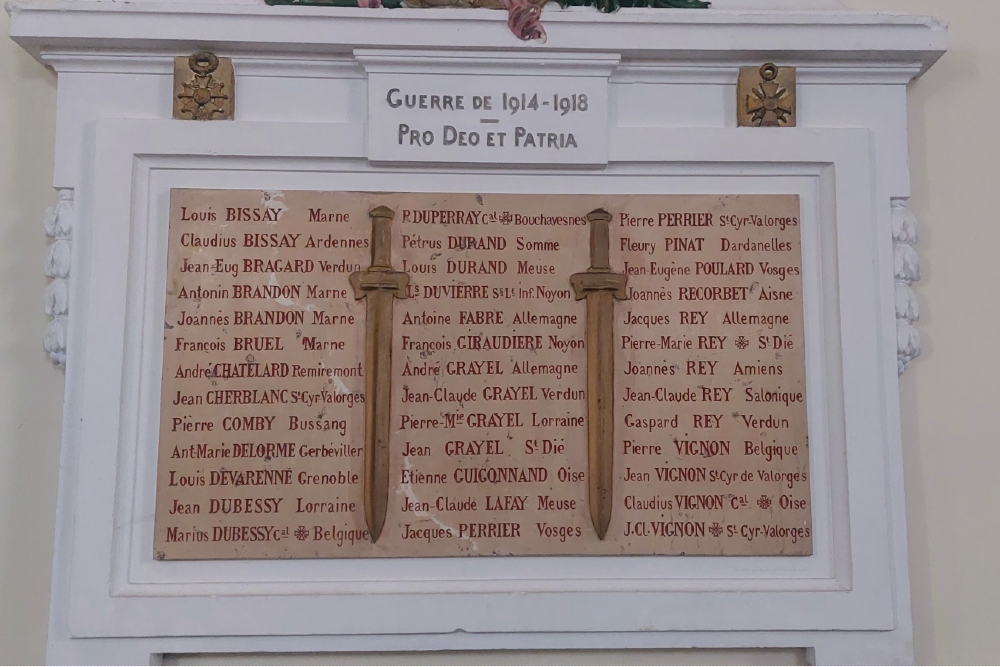 GUERRE DE 1914-1918
PRO DEO ET PATRIA
Louis BISSAY Marne
Claudius BISSAY Ardennes
Jean-Eug BRAGARD Verdun
Antonin BRANDON Marne
Joannès BRANDON Marne
François BRUEL Marne
André CHATELARD Remiremont
Jean CHERBLANC St Cyr-Valorges
Pierre COMBY Bussang
Ant-Marie DELORME Gerbéviller
Louis DEVARENNE Grenoble
Jean DUBESSY Lorraine
Marius DUBESSY Cal Belgique
P. DUPERRAY Cal Bouchavesnes
Pétrus DURAND Somme
Louis DURAND Meuse
Ls DUVIERRE Ss Lt Inf. Noyon
Antoine FABRE Allemagne
François GIRAUDIERE Noyon
André GRAYEL Allemagne
Jean-Claude GRAYEL Verdun
Pierre-Mie GRAYEL Lorraine
Jean GRAYEL St Dié
Etienne GUIGONNAND Oise
Jean-Claude LAFAY Meuse
Jacques PERRIER Vosges
Pierre PERRIER St Cyr-Valorges
Fleury PINAT Dardanelles
Jean-Eugène POULARD Vosges
Joannès RECORBET Aisne
Jacques REY Allemagne
Pierre-Marie REY St Dié
Joannès REY Amiens
Jean-Claude REY Salonique
Gaspard REY Verdun
Pierre VIGNON Belgique
Jean VIGNON St Cyr de Valorges
Claudius VIGNON Cal Oise
J. Cl. VIGNON St Cyr-Valorges